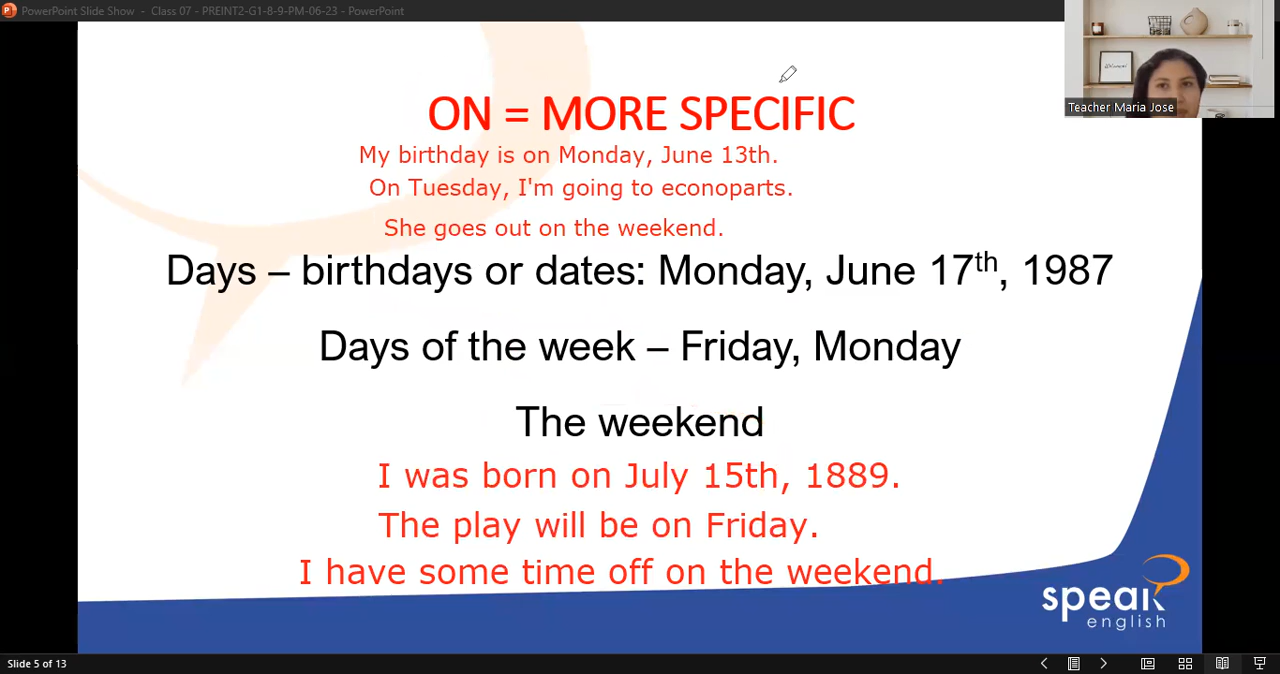 PowerPoint Slide Show - Class 07 - PREINT2-G1-8-9-PM-06-23 - PowerPoint
Teacher Maria Jose
ON = MORE SPECIFIC
My birthday is on Monday, June 13th.
On Tuesday, I'm going to econoparts.
She goes out on the weekend.
Days – birthdays or dates: Monday, June 17th, 1987
Days of the week – Friday, Monday
The weekend
I was born on July 15th, 1889.
The play will be on Friday.
I have some time off on the weekend.
speak
english
Slide 5 of 13